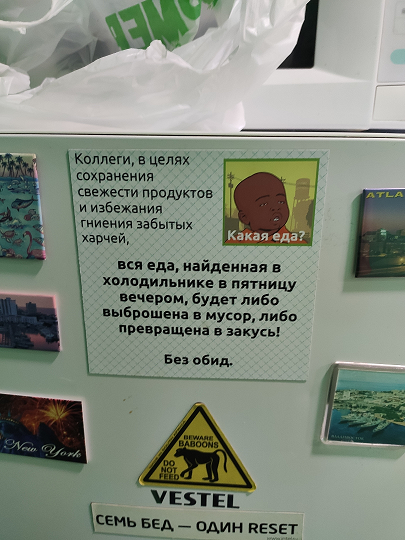 Коллеги, в целях
сохранения
свежести продуктов
и избежания
гниения забытых
харчей,
Какая еда?
вся еда, найденная в
холодильнике в пятницу
вечером, будет либо
выброшена в мусор, либо
превращена в закусь!
Без обид.
ATLA
New York
BEWARE
BABOONS
DO
NOT
FEED
VESTEL
СЕМЬ БЕД — ОДИН RESET